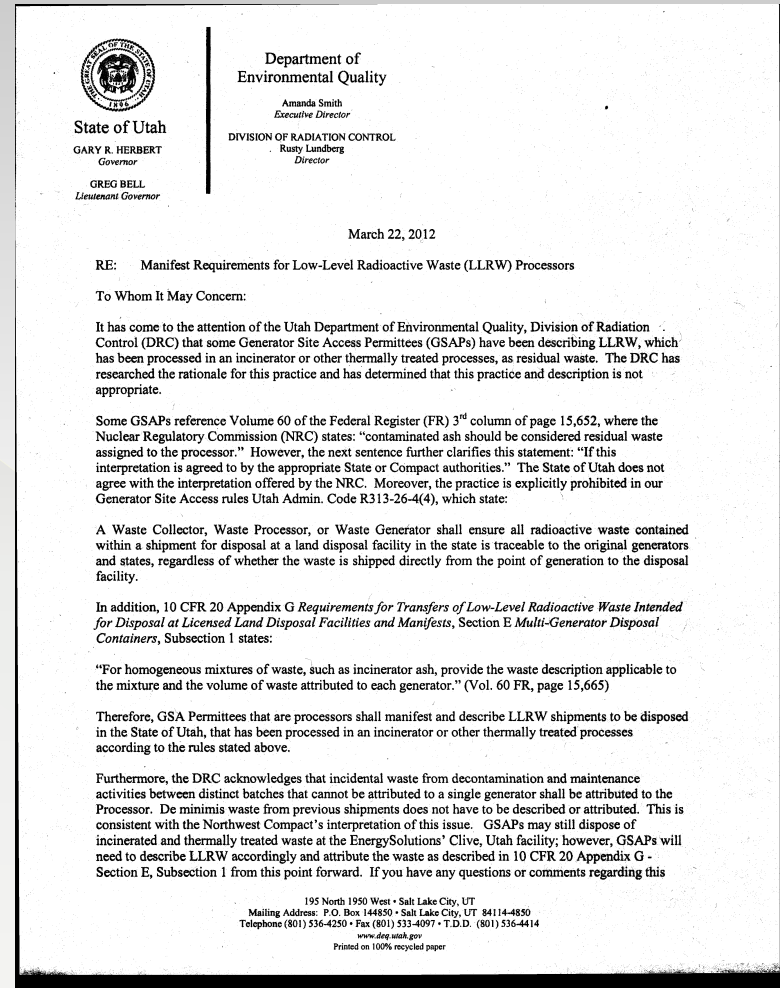 THE GREAT SEAL OF THE STATE OF UTAH
1896
State of Utah
GARY R. HERBERT
Governor
GREG BELL
Lieutenant Governor
Department of
Environmental Quality
Amanda Smith
Executive Director
DIVISION OF RADIATION CONTROL
Rusty Lundberg
Director
March 22, 2012
RE: Manifest Requirements for Low-Level Radioactive Waste (LLRW) Processors
To Whom It May Concern:
It has come to the attention of the Utah Department of Environmental Quality, Division of Radiation
Control (DRC) that some Generator Site Access Permittees (GSAPs) have been describing LLRW, which
has been processed in an incinerator or other thermally treated processes, as residual waste. The DRC has
researched the rationale for this practice and has determined that this practice and description is not
appropriate.
Some GSAPs reference Volume 60 of the Federal Register (FR) 3rd column of page 15,652, where the
Nuclear Regulatory Commission (NRC) states: “contaminated ash should be considered residual waste
assigned to the processor.” However, the next sentence further clarifies this statement: “If this
interpretation is agreed to by the appropriate State or Compact authorities.” The State of Utah does not
agree with the interpretation offered by the NRC. Moreover, the practice is explicitly prohibited in our
Generator Site Access rules Utah Admin. Code R313-26-4(4), which state:
A Waste Collector, Waste Processor, or Waste Generator shall ensure all radioactive waste contained
within a shipment for disposal at a land disposal facility in the state is traceable to the original generators
and states, regardless of whether the waste is shipped directly from the point of generation to the disposal
facility.
In addition, 10 CFR 20 Appendix G Requirements for Transfers of Low-Level Radioactive Waste Intended
for Disposal at Licensed Land Disposal Facilities and Manifests, Section E Multi-Generator Disposal
Containers, Subsection 1 states:
“For homogeneous mixtures of waste, such as incinerator ash, provide the waste description applicable to
the mixture and the volume of waste attributed to each generator.” (Vol. 60 FR, page 15,665)
Therefore, GSA Permittees that are processors shall manifest and describe LLRW shipments to be disposed
in the State of Utah, that has been processed in an incinerator or other thermally treated processes
according to the rules stated above.
Furthermore, the DRC acknowledges that incidental waste from decontamination and maintenance
activities between distinct batches that cannot be attributed to a single generator shall be attributed to the
Processor. De minimis waste from previous shipments does not have to be described or attributed. This is
consistent with the Northwest Compact’s interpretation of this issue. GSAPs may still dispose of
incinerated and thermally treated waste at the EnergySolutions’ Clive, Utah facility; however, GSAPs will
need to describe LLRW accordingly and attribute the waste as described in 10 CFR 20 Appendix G -
Section E, Subsection 1 from this point forward. If you have any questions or comments regarding this
195 North 1950 West • Salt Lake City, UT
Mailing Address: P.O. Box 144850 • Salt Lake City, UT 84114-4850
Telephone (801) 536-4250 • Fax (801) 533-4097 • T.D.D. (801) 536-4414
www.deq.utah.gov
Printed on 100% recycled paper